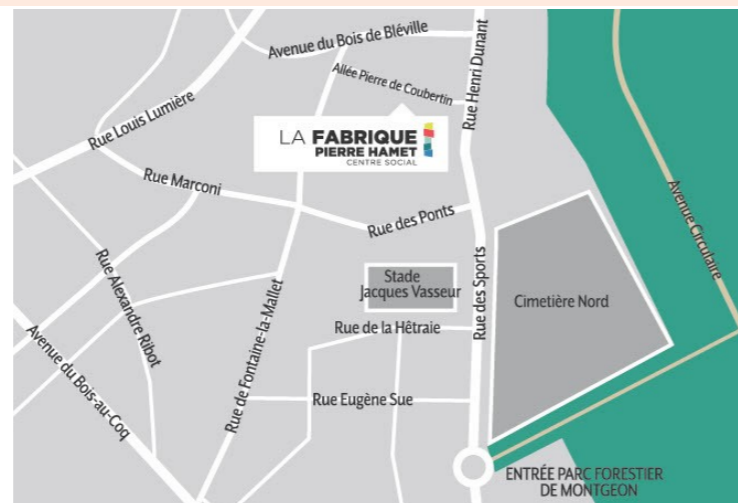 Avenue du Bois de Bléville
Allée Pierre de Coubertin
Rue Henri Dunant
Rue Louis Lumière
LA FABRIQUE
PIERRE HAMET
CENTRE SOCIAL
Rue Marconi
Avenue Circulaire
Rue des Ponts
Rue Alexandre Ribot
Stade
Jacques Vasseur
Rue des Sports
Cimetière Nord
Rue de Fontaine-la-Mallet
Rue de la Hêtraie
Avenue du Bois-au-Coq
Rue Eugène Sue
ENTRÉE PARC FORESTIER
DE MONTGEON